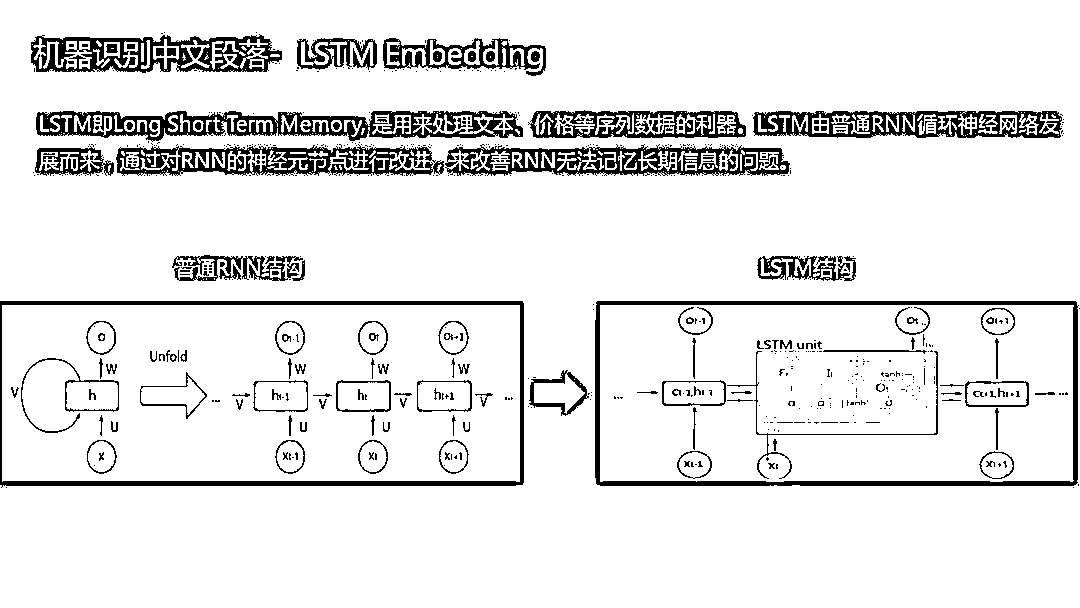 机器识别中文段落- LSTM Embedding
LSTM即Long Short Term Memory, 是用来处理文本、价格等序列数据的利器。LSTM由普通RNN循环神经网络发
展而来，通过对RNN的神经元节点进行改进，来改善RNN无法记忆长期信息的问题。
普通RNN结构
LSTM结构
O
W
V
h
U
X
Unfold
Ot-1
Ot
Ot+1
W
W
W
...
V
ht-1
V
ht
V
ht+1
V
...
U
U
U
Xt-1
Xt
Xt+1
Ot-1
Ot
Ot+1
LSTM unit
...
Ct-1,ht-1
Ft
It
tanh
Ot
σ
σ
tanh
σ
Ct+1,ht+1
...
Xt-1
Xt
Xt+1